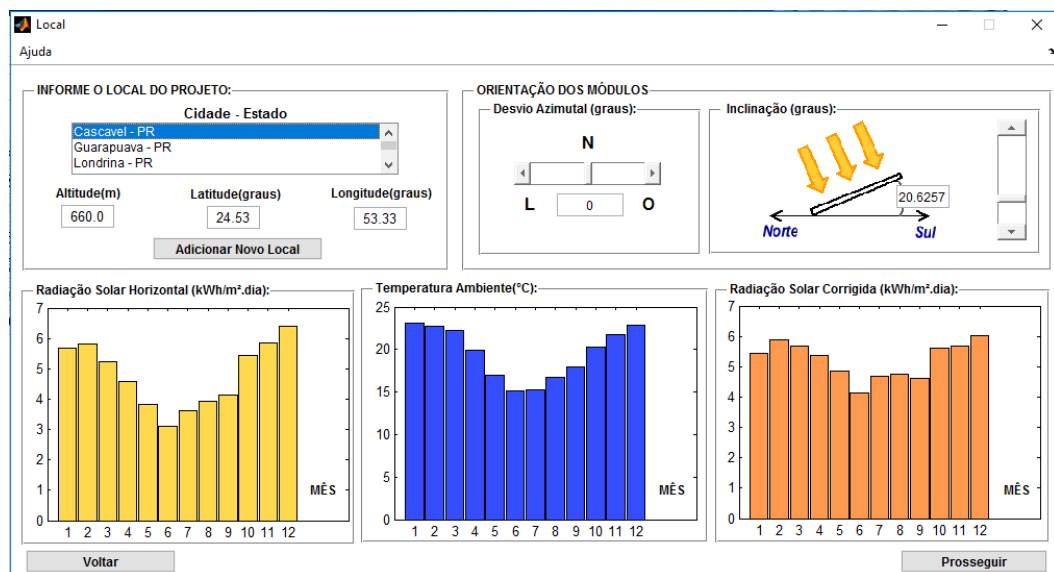 Local
Ajuda
INFORME O LOCAL DO PROJETO:
Cidade - Estado
Cascavel - PR
Guarapuava - PR
Londrina - PR
Altitude(m) Latitude(graus) Longitude(graus)
660.0 24.53 53.33
Adicionar Novo Local
ORIENTAÇÃO DOS MÓDULOS
Desvio Azimutal (graus):
N
L 0 O
Inclinação (graus):
20.6257
Norte Sul
Radiação Solar Horizontal (kWh/m².dia):
7
6
5
4
3
2
1
0
MÊS
1 2 3 4 5 6 7 8 9 10 11 12
Temperatura Ambiente(°C):
25
20
15
10
5
0
MÊS
1 2 3 4 5 6 7 8 9 10 11 12
Radiação Solar Corrigida (kWh/m².dia):
7
6
5
4
3
2
1
0
MÊS
1 2 3 4 5 6 7 8 9 10 11 12
Voltar
Prosseguir